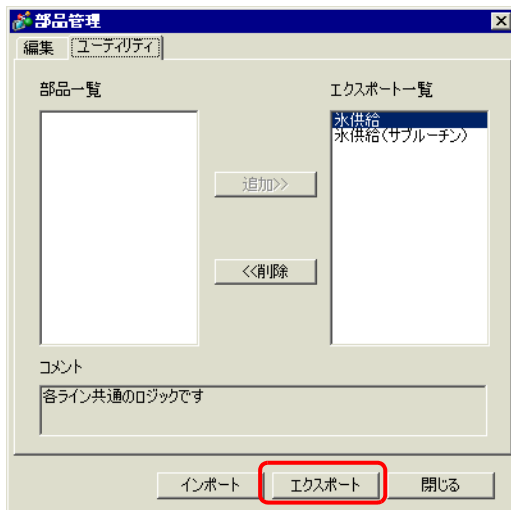 部品管理
編集 ユーティリティ
部品一覧 エクスポート一覧
氷供給
氷供給(サブルーチン)
追加>>
<<削除
コメント
各ライン共通のロジックです
インポート エクスポート 閉じる